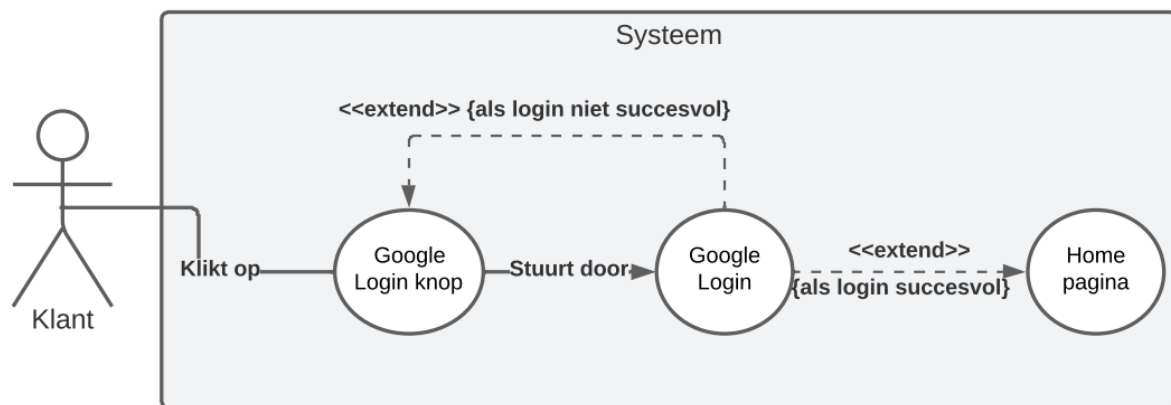 Systeem
<<extend>> {als login niet succesvol}
Klant
Klikt op
Google
Login knop
Stuurt door
Google
Login
<<extend>>
{als login succesvol}
Home
pagina